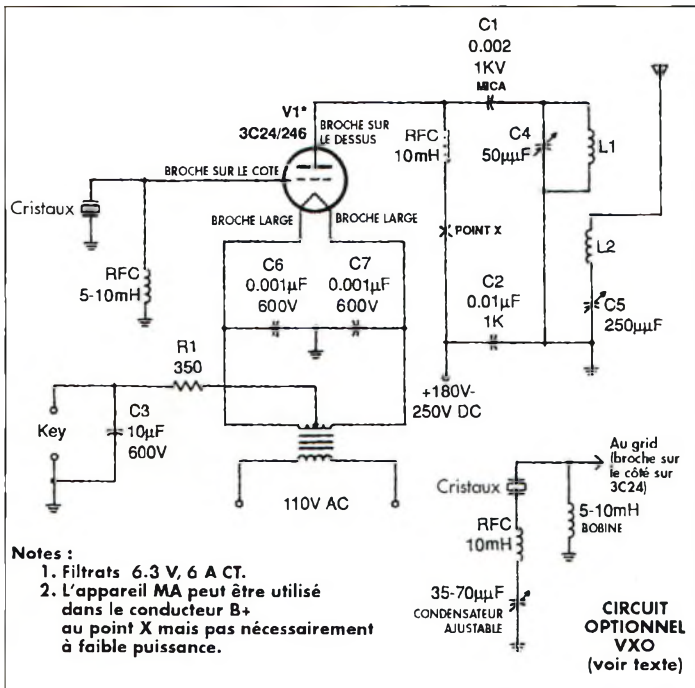 C1
0.002
1KV
MICA
V1*
3C24/246
BROCHE SUR
LE DESSUS
RFC
10mH
C4
50µµF
L1
BROCHE SUR LE COTE
Cristaux
BROCHE LARGE
BROCHE LARGE
POINT X
L2
RFC
5-10mH
C6
0.001µF
600V
C7
0.001µF
600V
C2
0.01µF
1K
C5
250µµF
R1
350
+180V-
250V DC
Key
C3
10µF
600V
110V AC
Au grid
(broche sur
le côté sur
3C24)
Cristaux
5-10mH
BOBINE
RFC
10mH
35-70µµF
CONDENSATEUR
AJUSTABLE
CIRCUIT
OPTIONNEL
VXO
(voir texte)
Notes :
1. Filtrats 6.3 V, 6 A CT.
2. L'appareil MA peut être utilisé
dans le conducteur B+
au point X mais pas nécessairement
à faible puissance.